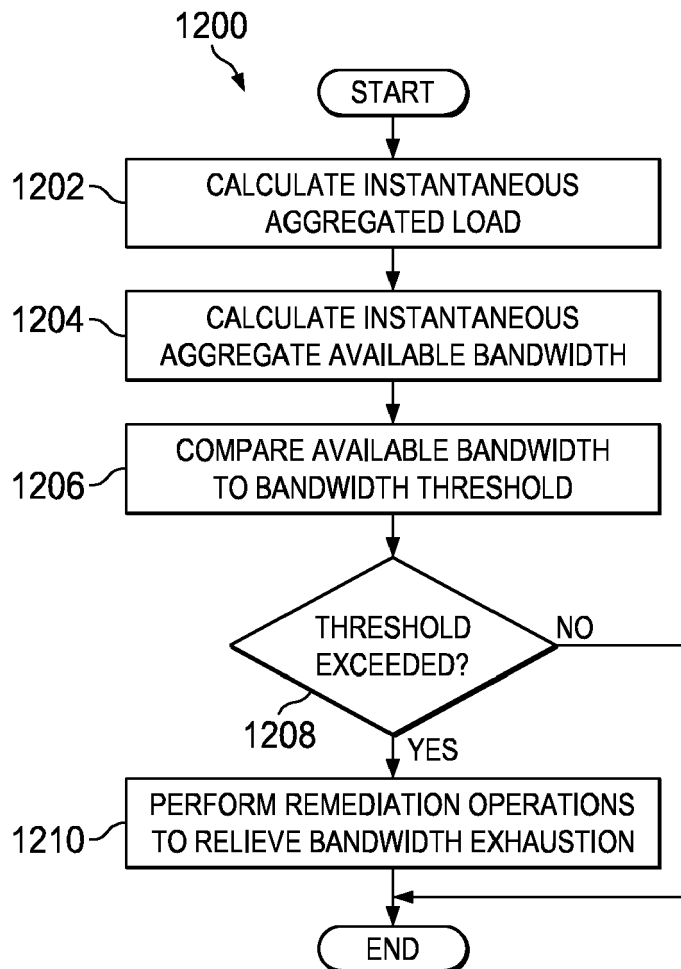 1200
START
1202
CALCULATE INSTANTANEOUS
AGGREGATED LOAD
1204
CALCULATE INSTANTANEOUS
AGGREGATE AVAILABLE BANDWIDTH
1206
COMPARE AVAILABLE BANDWIDTH
TO BANDWIDTH THRESHOLD
THRESHOLD
EXCEEDED?
NO
1208
YES
1210
PERFORM REMEDIATION OPERATIONS
TO RELIEVE BANDWIDTH EXHAUSTION
END